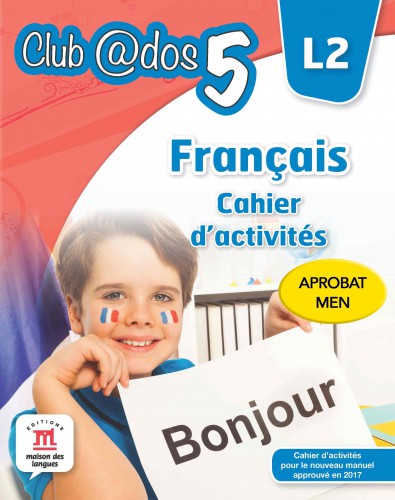 Club @dos 5
L2
Français
Cahier
d'activités
APROBAT
MEN
Bonjour
ÉDITIONS
m
maison des
langues
Cahier d'activités
pour le nouveau manuel
approuvé en 2017